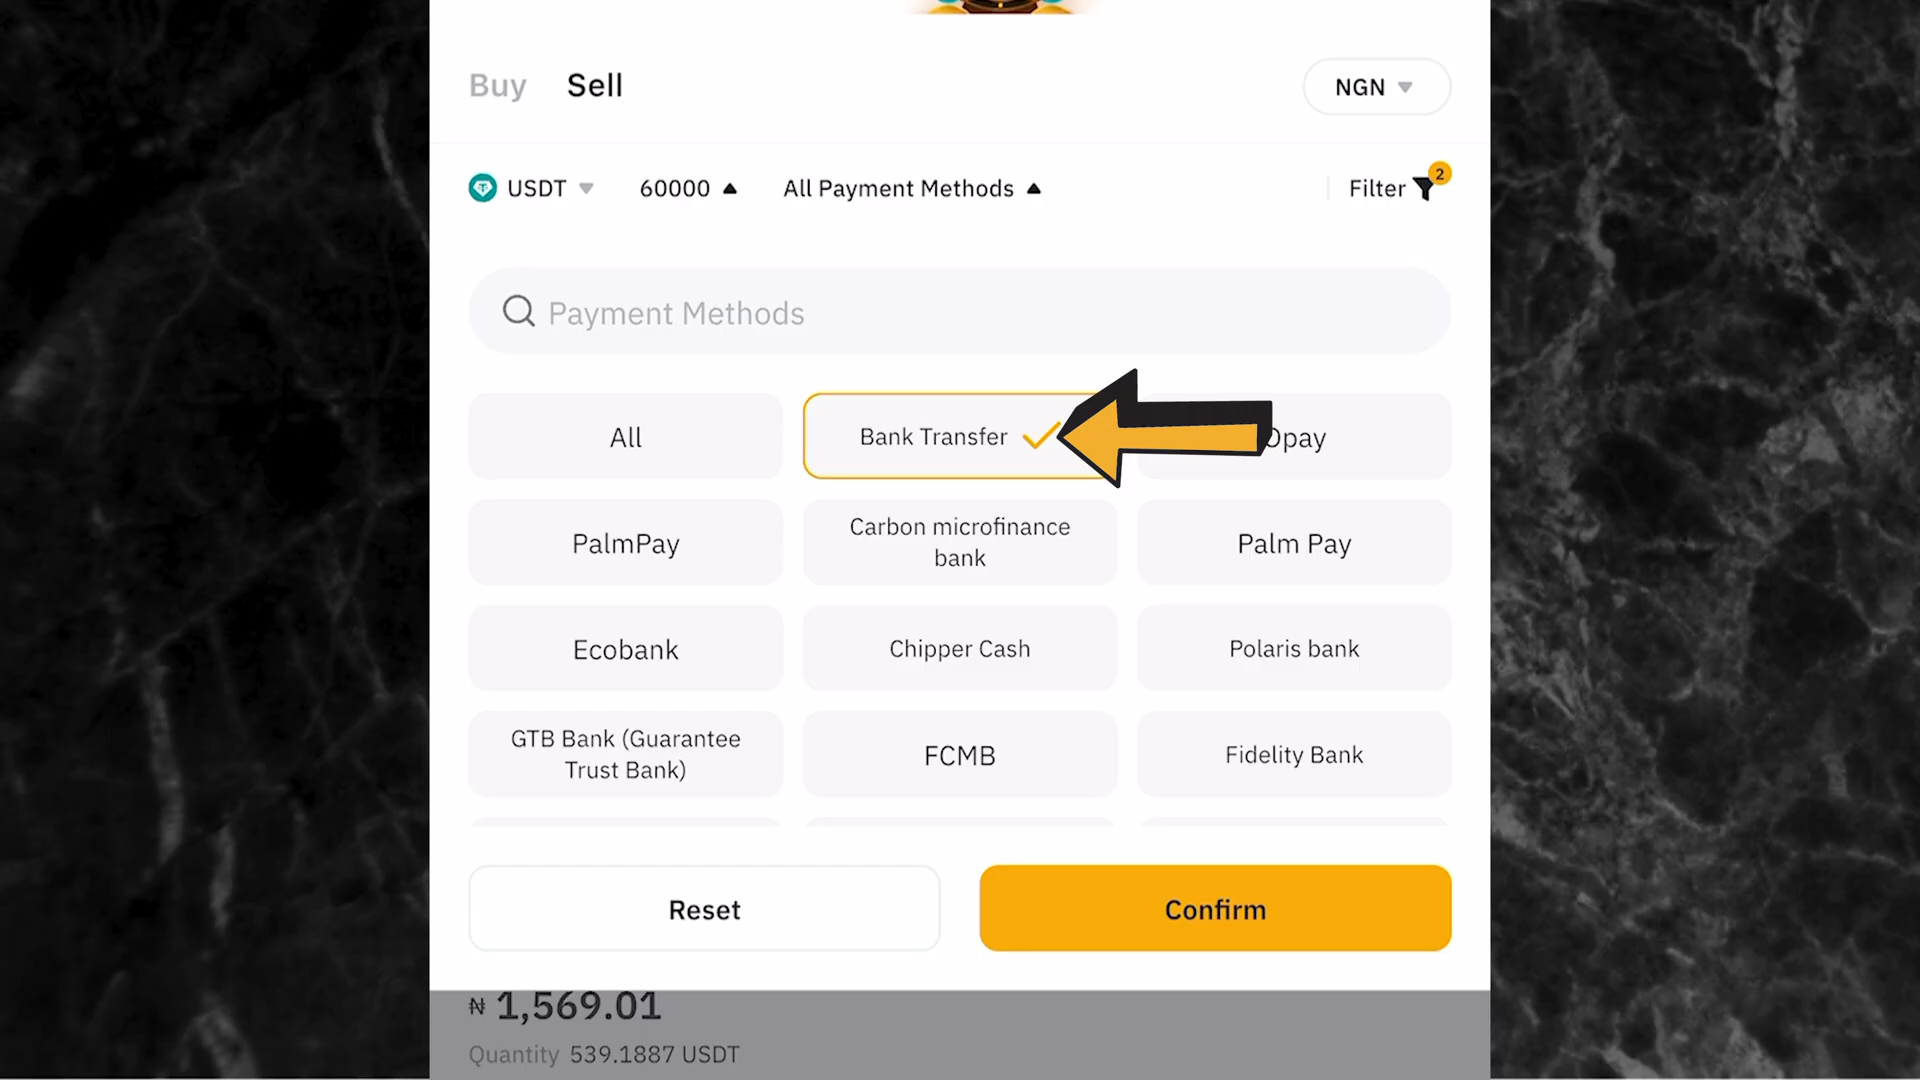 Buy Sell NGN
USDT 60000 All Payment Methods Filter 2
Payment Methods
All Bank Transfer Opay
PalmPay Carbon microfinance bank Palm Pay
Ecobank Chipper Cash Polaris bank
GTB Bank (Guarantee Trust Bank) FCMB Fidelity Bank
Reset Confirm
₦ 1,569.01
Quantity 539.1887 USDT